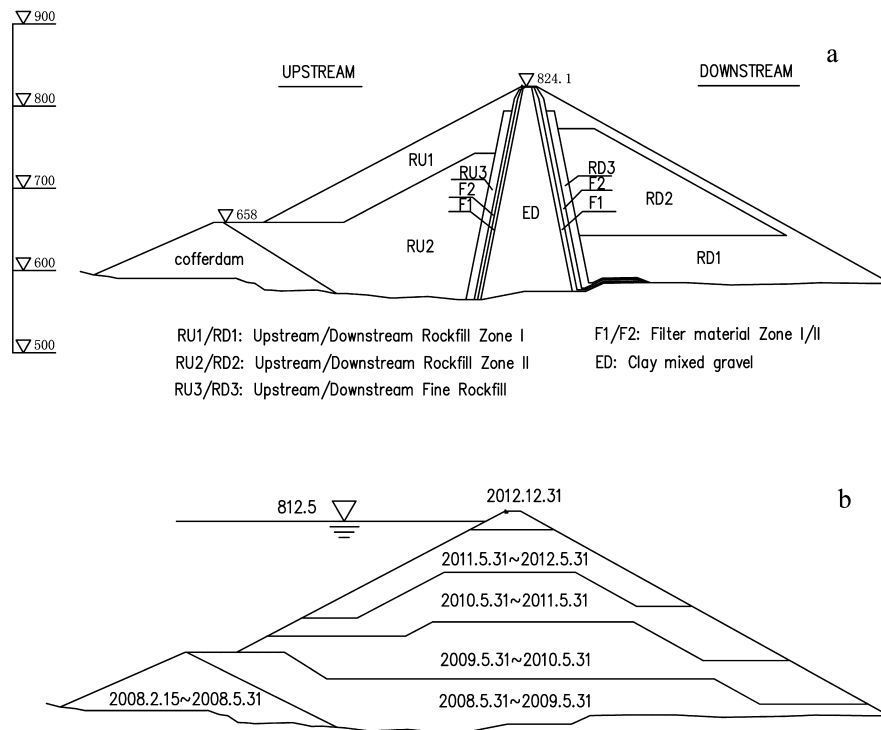 900
a
UPSTREAM
824.1
DOWNSTREAM
800
RU1
RU3
RD3
700
F2
F2
RD2
F1
F1
658
ED
cofferdam
RU2
RD1
600
RU1/RD1: Upstream/Downstream Rockfill Zone I
F1/F2: Filter material Zone I/II
500
RU2/RD2: Upstream/Downstream Rockfill Zone II
ED: Clay mixed gravel
RU3/RD3: Upstream/Downstream Fine Rockfill
2012.12.31
b
812.5
2011.5.31~2012.5.31
2010.5.31~2011.5.31
2009.5.31~2010.5.31
2008.2.15~2008.5.31
2008.5.31~2009.5.31